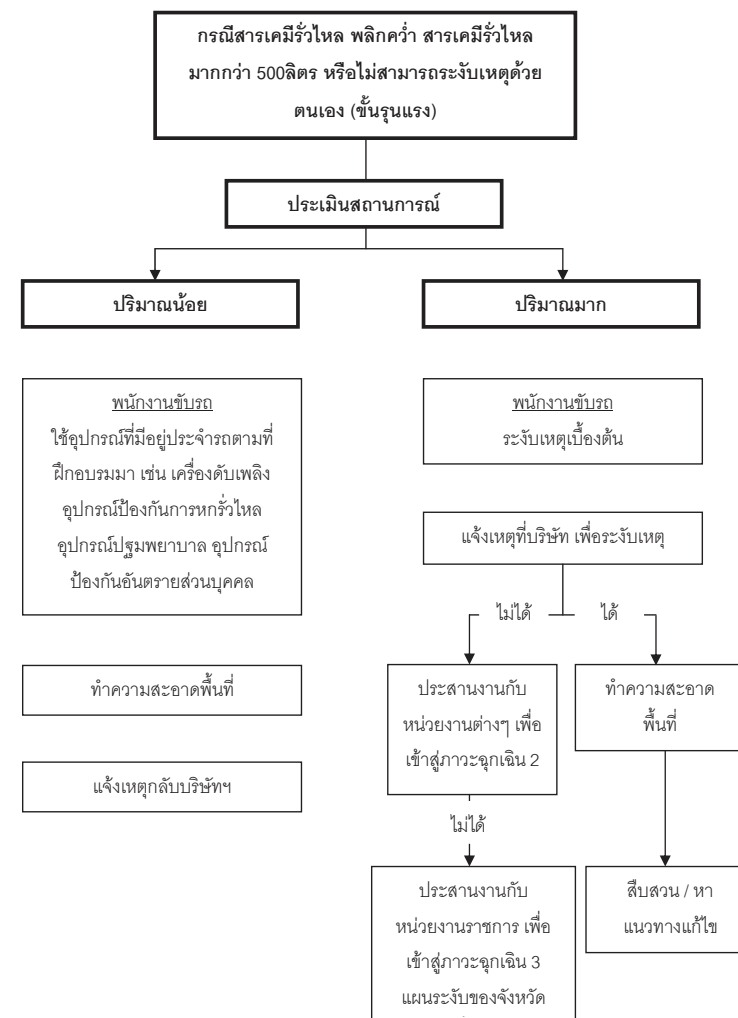 กรณีสารเคมีรั่วไหล พลิกคว่ำ สารเคมีรั่วไหล
มากกว่า 500ลิตร หรือไม่สามารถระงับเหตุด้วย
ตนเอง (ขั้นรุนแรง)
ประเมินสถานการณ์
ปริมาณน้อย
ปริมาณมาก
พนักงานขับรถ
ใช้อุปกรณ์ที่มีอยู่ประจำรถตามที่
ฝึกอบรมมา เช่น เครื่องดับเพลิง
อุปกรณ์ป้องกันการหกรั่วไหล
อุปกรณ์ปฐมพยาบาล อุปกรณ์
ป้องกันอันตรายส่วนบุคคล
พนักงานขับรถ
ระงับเหตุเบื้องต้น
แจ้งเหตุที่บริษัท เพื่อระงับเหตุ
ไม่ได้
ได้
ทำความสะอาดพื้นที่
แจ้งเหตุกลับบริษัทฯ
ประสานงานกับ
หน่วยงานต่างๆ เพื่อ
เข้าสู่ภาวะฉุกเฉิน 2
ทำความสะอาด
พื้นที่
ไม่ได้
ประสานงานกับ
หน่วยงานราชการ เพื่อ
เข้าสู่ภาวะฉุกเฉิน 3
แผนระงับของจังหวัด
สืบสวน / หา
แนวทางแก้ไข